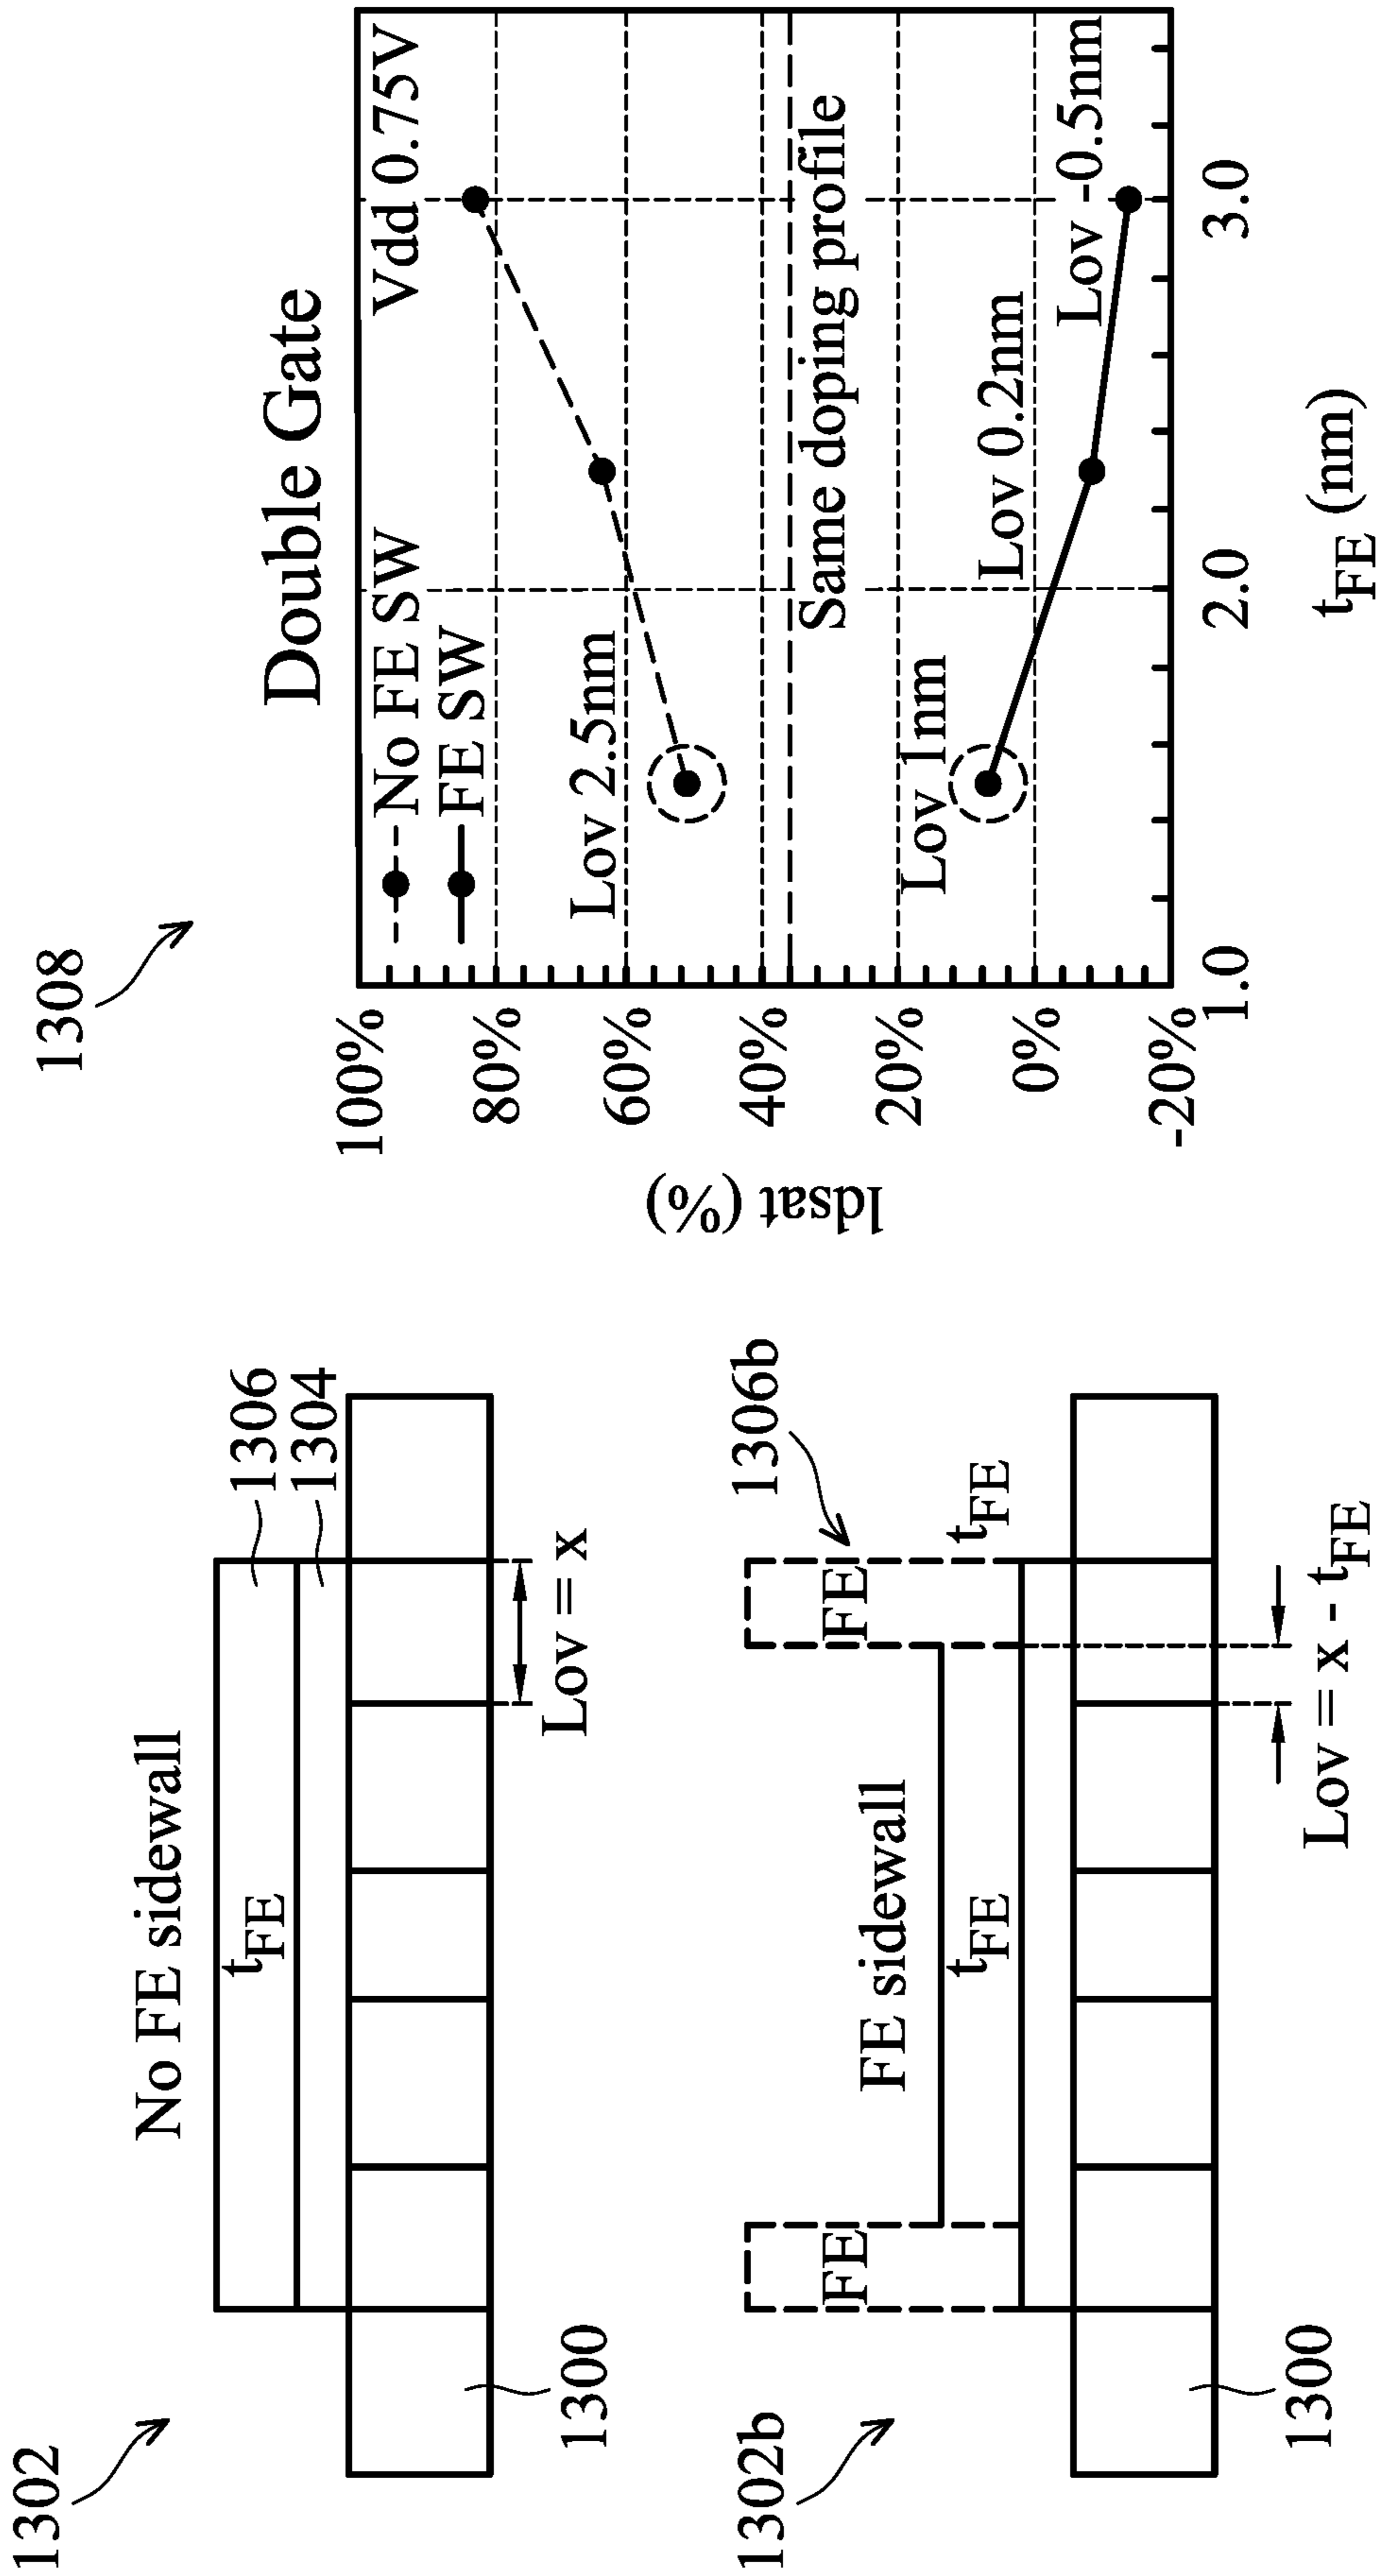 1302
No FE sidewall
tFE
1306
1304
Lov = x
1300
1302b
FE
FE
1306b
FE sidewall
tFE
tFE
Lov = x - tFE
1300
1308
Double Gate
No FE SW
FE SW
Vdd 0.75V
Lov 2.5nm
Same doping profile
Lov 1nm
Lov 0.2nm
Lov -0.5nm
Idsat (%)
100%
80%
60%
40%
20%
0%
-20%
1.0
2.0
3.0
tFE (nm)